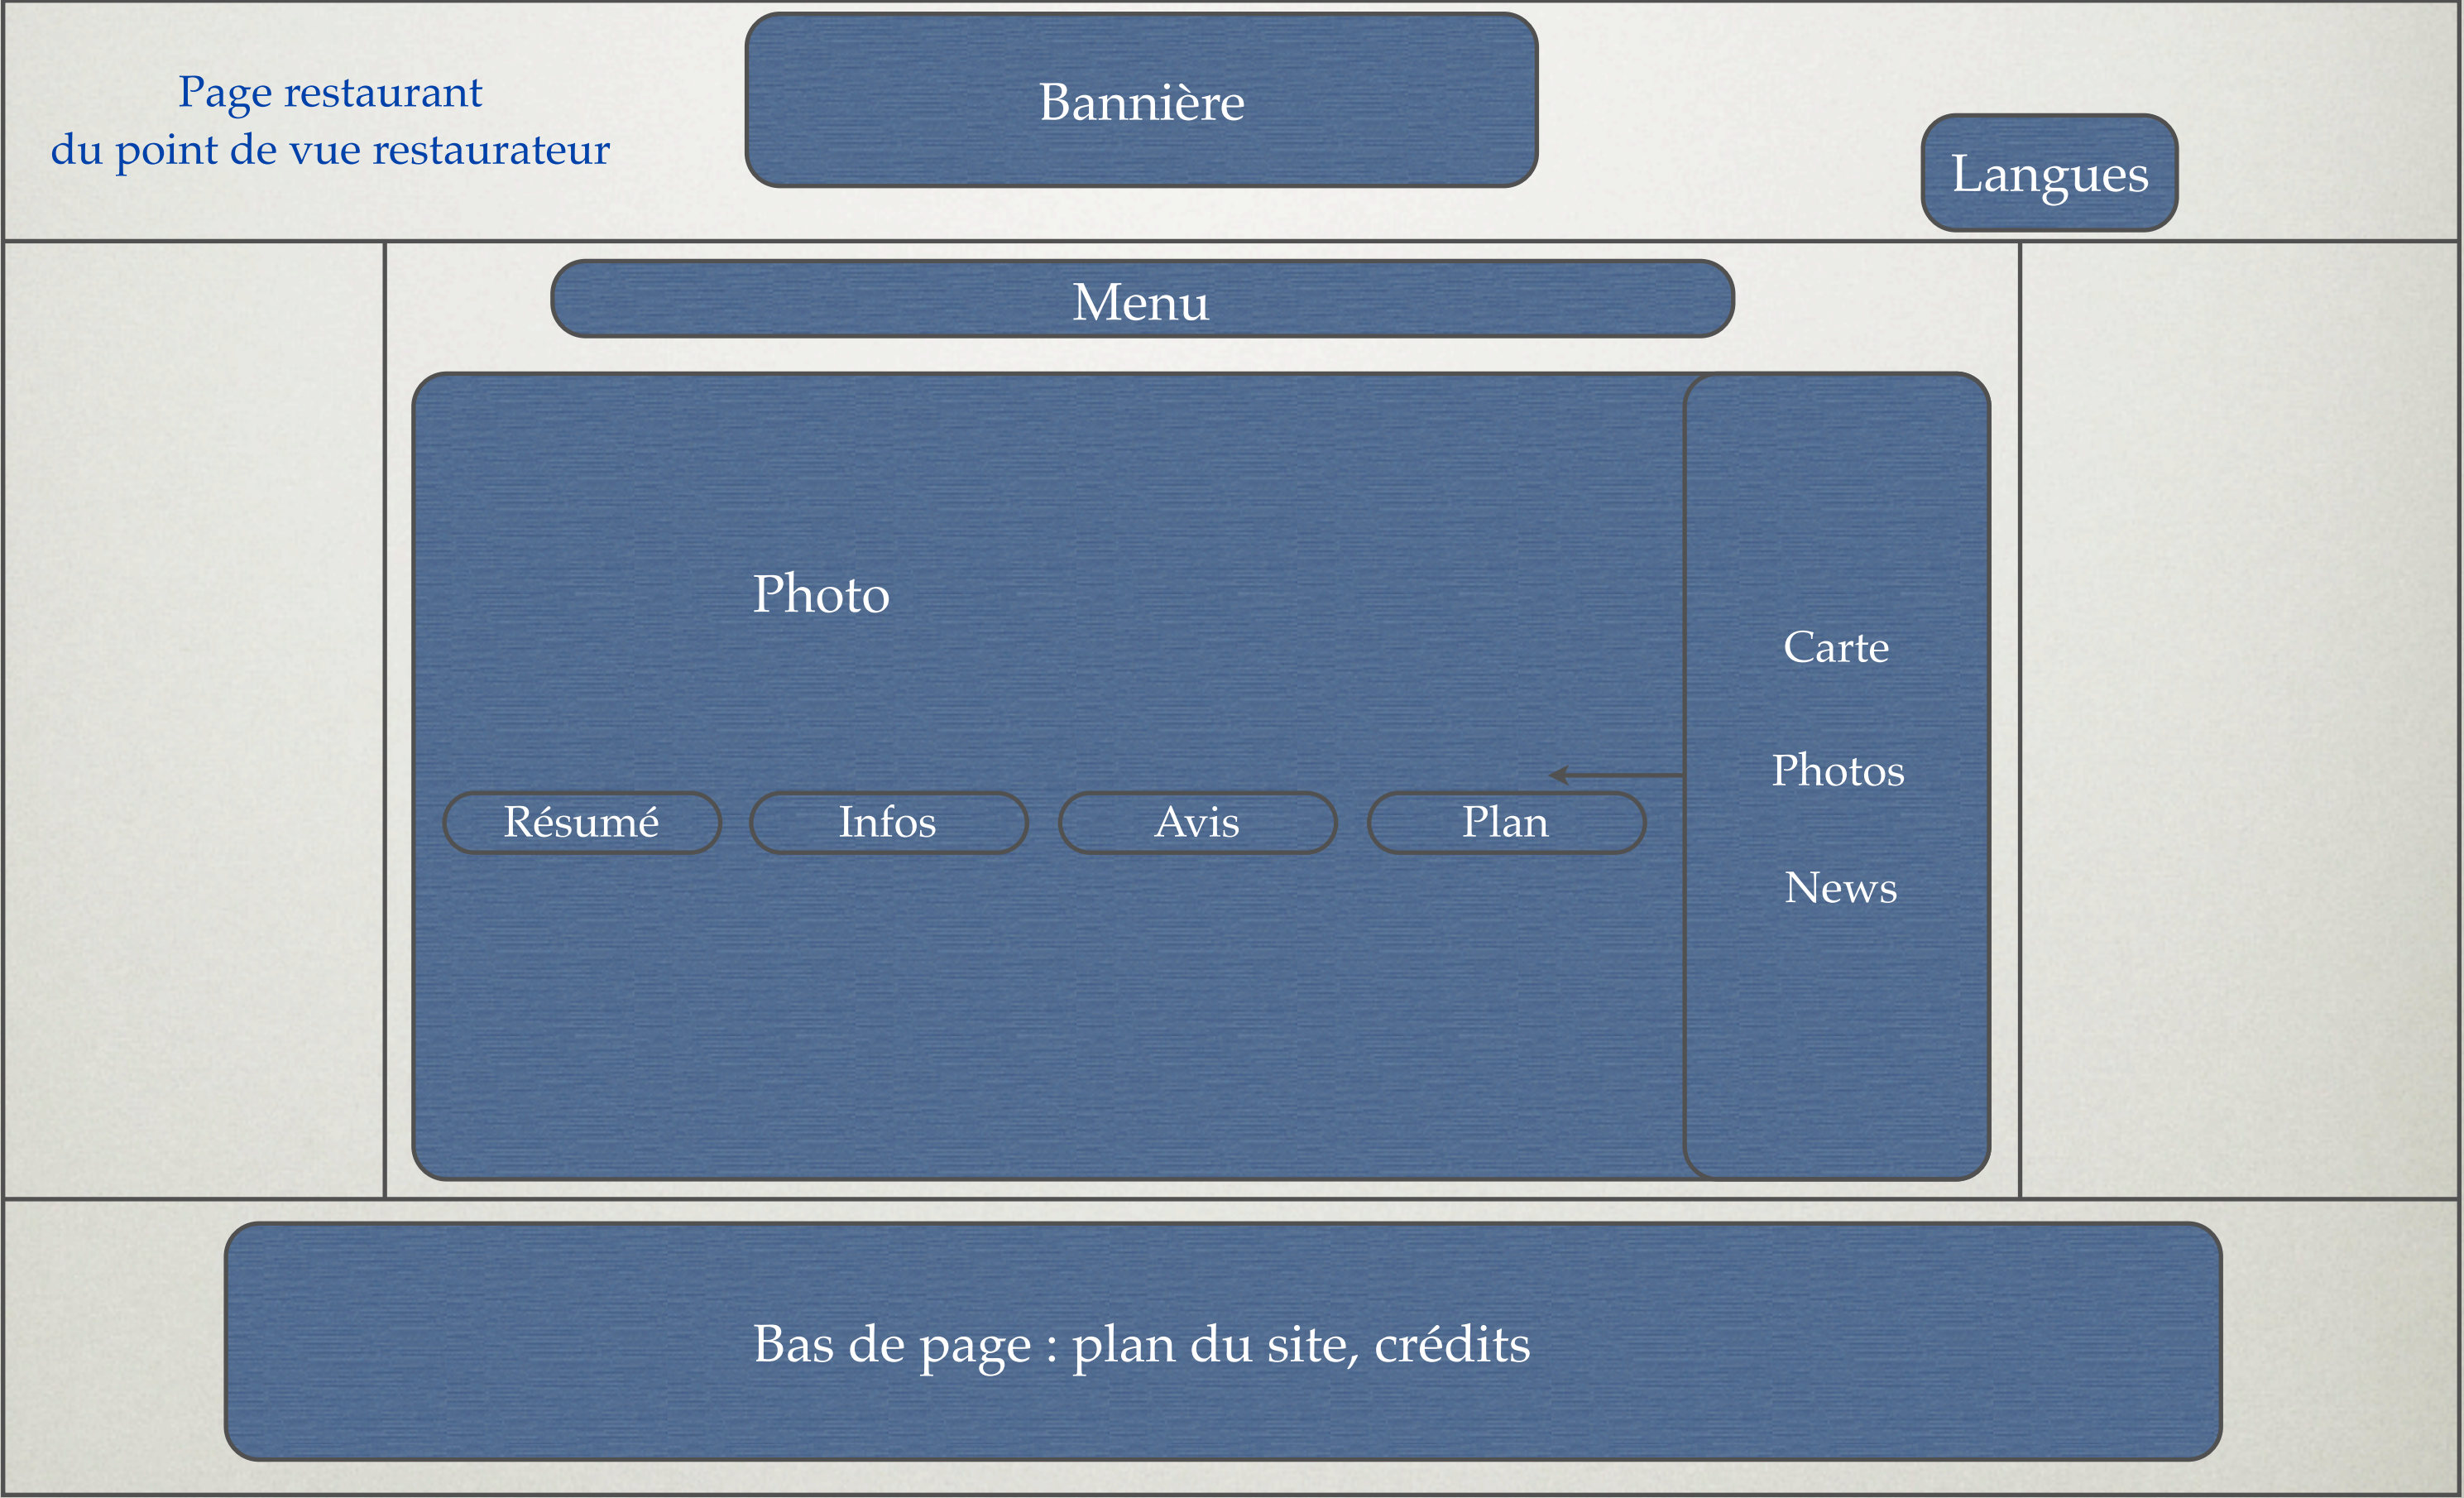 Page restaurant
du point de vue restaurateur
Bannière
Langues
Menu
Photo
Résumé
Infos
Avis
Plan
Carte
Photos
News
Bas de page : plan du site, crédits